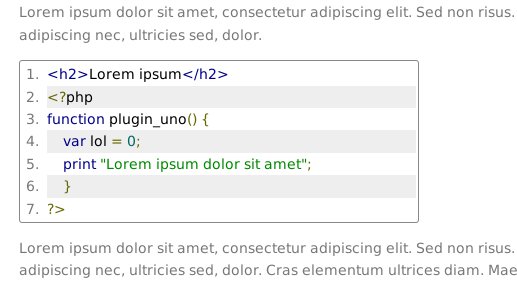 Lorem ipsum dolor sit amet, consectetur adipiscing elit. Sed non risus.
adipiscing nec, ultricies sed, dolor.
1. <h2>Lorem ipsum</h2>
2. <?php
3. function plugin_uno() {
4.     var lol = 0;
5.     print "Lorem ipsum dolor sit amet";
6.     }
7. ?>
Lorem ipsum dolor sit amet, consectetur adipiscing elit. Sed non risus.
adipiscing nec, ultricies sed, dolor. Cras elementum ultrices diam. Mae